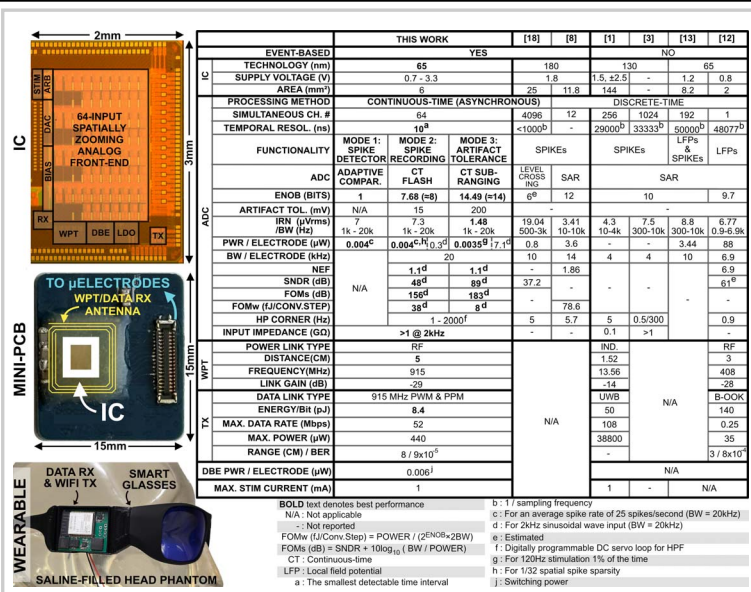 2mm
IC
STIM
ARB
DAC
BIAS
64-INPUT
SPATIALLY
ZOOMING
ANALOG
FRONT-END
3mm
RX
WPT
DBE
LDO
TX
MINI-PCB
TO µELECTRODES
WPT/DATA RX
ANTENNA
IC
15mm
15mm
WEARABLE
DATA RX
& WIFI TX
SMART
GLASSES
SALINE-FILLED HEAD PHANTOM
THIS WORK [18] [8] [1] [3] [13] [12]
EVENT-BASED YES NO
IC
TECHNOLOGY (nm) 65 180 130 65
SUPPLY VOLTAGE (V) 0.7 - 3.3 1.8 1.5, ±2.5 - 1.2 0.8
AREA (mm²) 6 25 11.8 144 - 8.2 2
ADC
PROCESSING METHOD CONTINUOUS-TIME (ASYNCHRONOUS) DISCRETE-TIME
SIMULTANEOUS CH. # 64 4096 12 256 1024 192 1
TEMPORAL RESOL. (ns) 10a <1000b - 29000b 33333b 50000b 48077b
FUNCTIONALITY MODE 1: SPIKE DETECTOR MODE 2: SPIKE RECORDING MODE 3: ARTIFACT TOLERANCE SPIKEs SPIKEs LFPs & SPIKEs LFPs
ADC ADAPTIVE COMPAR. CT FLASH CT SUB-RANGING LEVEL CROSS ING SAR SAR
ENOB (BITS) 1 7.68 (≈8) 14.49 (≈14) 6e 12 10 9.7
ARTIFACT TOL. (mV) N/A 15 200 -
IRN (µVrms) 7 7.3 1.48 19.04 3.41 4.3 7.5 8.8 6.77
/BW (Hz) 1k - 20k 1k - 20k 1k - 20k 500-3k 10-10k 10-4k 300-10k 300-10k 0.9-6.9k
PWR / ELECTRODE (µW) 0.004c 0.004c,h 0.3d 0.0035g 7.1d 0.8 3.6 - - 3.44 88
BW / ELECTRODE (kHz) 20 10 14 4 4 10 6.9
NEF N/A 1.1d 1.1d - 1.86 - - 6.9
SNDR (dB) 48d 89d 37.2 - 61e
FOMs (dB) 156d 183d - -
FOMw (fJ/CONV.STEP) 38d 8d - 78.6
HP CORNER (Hz) 1 - 2000f 5 5.7 5 0.5/300 0.9
INPUT IMPEDANCE (GΩ) >1 @ 2kHz - - 0.1 >1 -
WPT
POWER LINK TYPE RF N/A IND. N/A RF
DISTANCE(CM) 5 1.52 3
FREQUENCY(MHz) 915 13.56 408
LINK GAIN (dB) -29 -14 -28
TX
DATA LINK TYPE 915 MHz PWM & PPM UWB B-OOK
ENERGY/Bit (pJ) 8.4 50 140
MAX. DATA RATE (Mbps) 52 108 0.25
MAX. POWER (µW) 440 38800 35
RANGE (CM) / BER 8 / 9x10-5 - 3 / 8x10-4
DBE PWR / ELECTRODE (µW) 0.006j N/A
MAX. STIM CURRENT (mA) 1 1 - N/A
BOLD text denotes best performance
N/A : Not applicable
- : Not reported
FOMw (fJ/Conv.Step) = POWER / (2ENOB×2BW)
FOMs (dB) = SNDR + 10log10 ( BW / POWER)
CT : Continuous-time
LFP : Local field potential
a : The smallest detectable time interval
b : 1 / sampling frequency
c : For an average spike rate of 25 spikes/second (BW = 20kHz)
d : For 2kHz sinusoidal wave input (BW = 20kHz)
e : Estimated
f : Digitally programmable DC servo loop for HPF
g : For 120Hz stimulation 1% of the time
h : For 1/32 spatial spike sparsity
j : Switching power